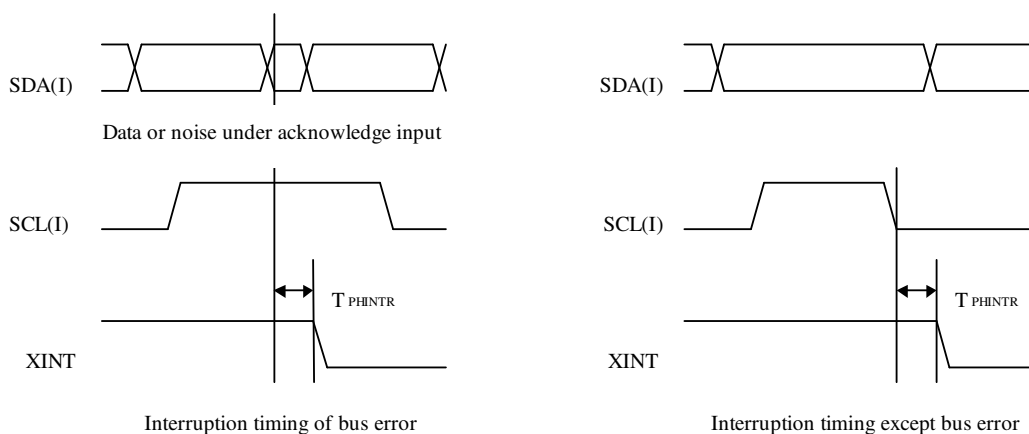 SDA(I)
Data or noise under acknowledge input
SCL(I)
T PHINTR
XINT
Interruption timing of bus error
SDA(I)
SCL(I)
T PHINTR
XINT
Interruption timing except bus error